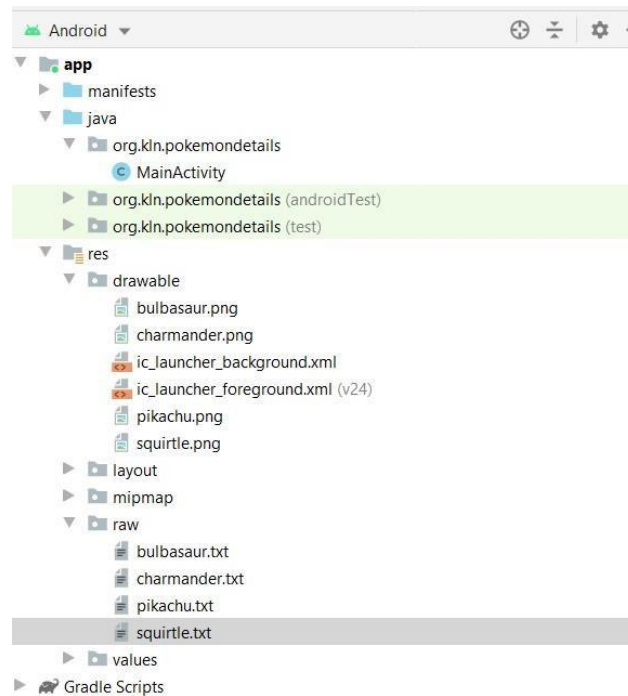 Android
app
manifests
java
org.kln.pokemondetails
MainActivity
org.kln.pokemondetails (androidTest)
org.kln.pokemondetails (test)
res
drawable
bulbasaur.png
charmander.png
ic_launcher_background.xml
ic_launcher_foreground.xml (v24)
pikachu.png
squirtle.png
layout
mipmap
raw
bulbasaur.txt
charmander.txt
pikachu.txt
squirtle.txt
values
Gradle Scripts